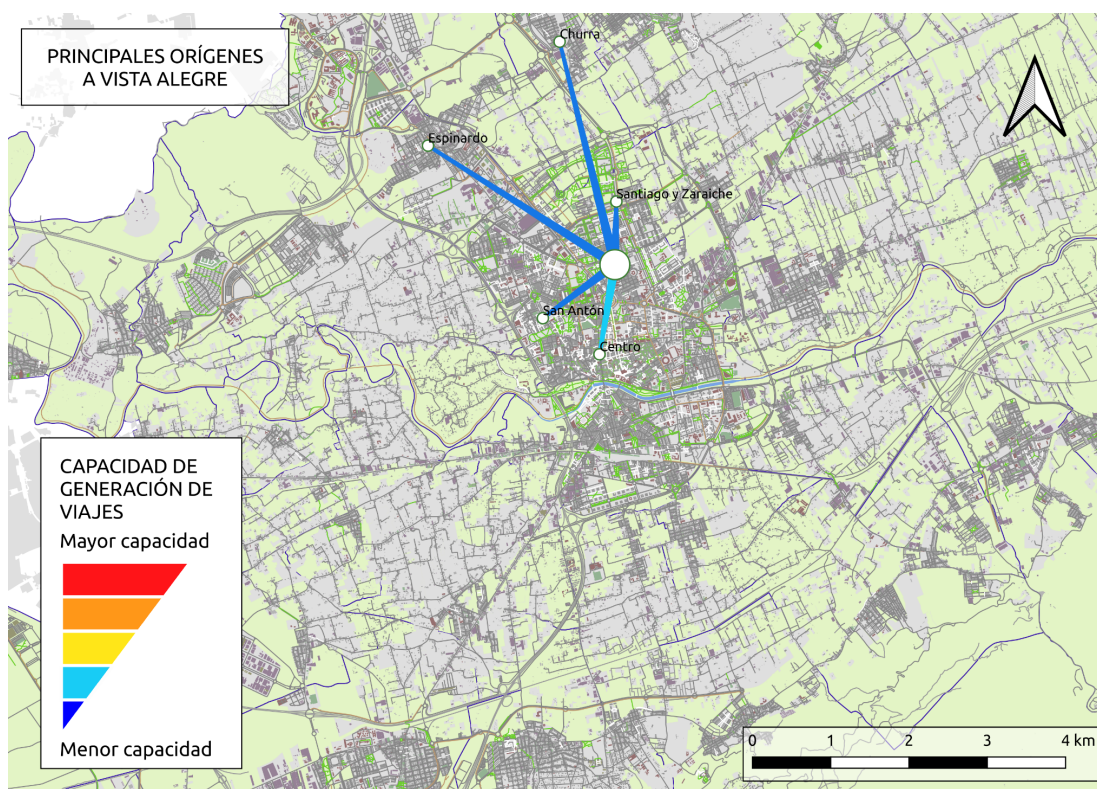 PRINCIPALES ORÍGENES
A VISTA ALEGRE
Churra
Espinardo
Santiago y Zaraiche
San Antón
Centro
CAPACIDAD DE
GENERACIÓN DE
VIAJES
Mayor capacidad
Menor capacidad
0 1 2 3 4 km